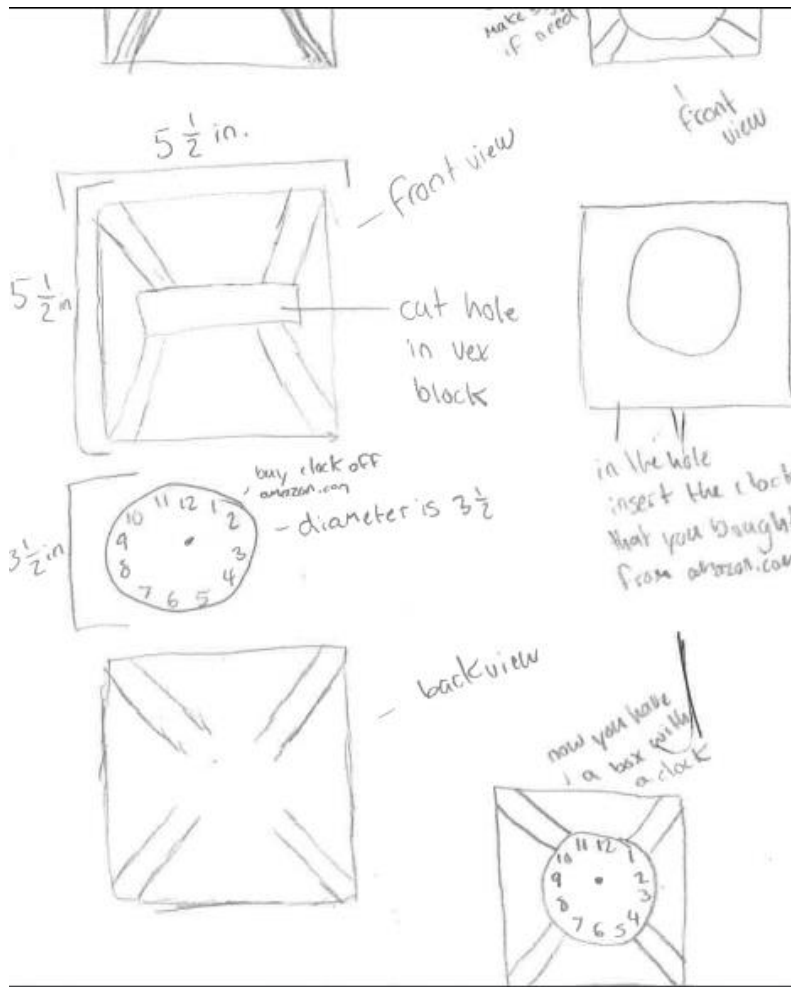 make
if need
front
view
5 1/2 in.
front view
5 1/2 in
cut hole
in vex
block
in the hole
insert the clock
that you bought
from amazon.com
buy clock off
amazon.com
diameter is 3 1/2
3 1/2 in
11 12 1
10 2
9 3
8 4
7 6 5
back view
now you have
a box with
a clock
11 12 1
10 2
9 3
8 4
7 6 5